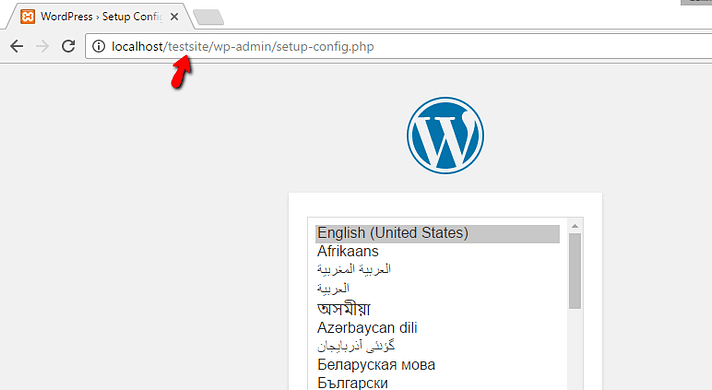 WordPress › Setup Config
localhost/testsite/wp-admin/setup-config.php
English (United States)
Afrikaans
العربية المغربية
العربية
অসমীয়া
Azərbaycan dili
گؤنئی آذربایجان
Беларуская мова
Български